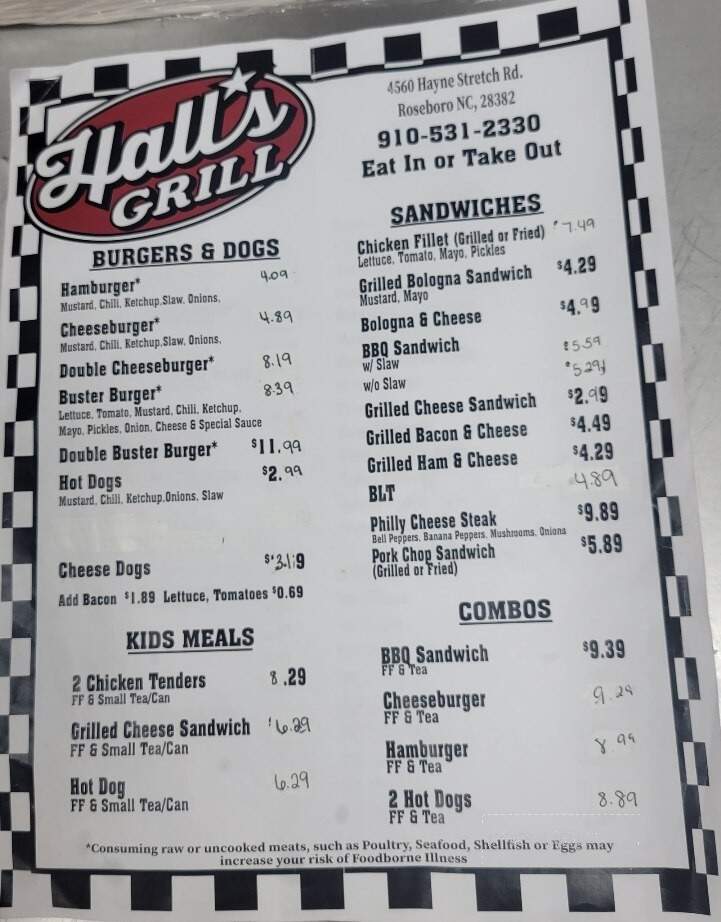 Hall's
GRILL
4560 Hayne Stretch Rd.
Roseboro NC, 28382
910-531-2330
Eat In or Take Out
BURGERS & DOGS
Hamburger* 4.09
Mustard, Chili, Ketchup,Slaw, Onions,
Cheeseburger* 4.89
Mustard, Chili, Ketchup,Slaw, Onions,
Double Cheeseburger* 8.19
Buster Burger* 8.39
Lettuce, Tomato, Mustard, Chili, Ketchup,
Mayo, Pickles, Onion, Cheese & Special Sauce
Double Buster Burger* $11.99
Hot Dogs $2.99
Mustard, Chili, Ketchup,Onions, Slaw
Cheese Dogs $3.19
Add Bacon $1.89 Lettuce, Tomatoes $0.69
KIDS MEALS
2 Chicken Tenders 8.29
FF & Small Tea/Can
Grilled Cheese Sandwich $6.29
FF & Small Tea/Can
Hot Dog 6.29
FF & Small Tea/Can
SANDWICHES
Chicken Fillet (Grilled or Fried) $7.49
Lettuce, Tomato, Mayo, Pickles
Grilled Bologna Sandwich $4.29
Mustard, Mayo
Bologna & Cheese $4.99
BBQ Sandwich
w/ Slaw $5.59
w/o Slaw $5.29
Grilled Cheese Sandwich $2.99
Grilled Bacon & Cheese $4.49
Grilled Ham & Cheese $4.29
BLT 4.89
Philly Cheese Steak $9.89
Bell Peppers, Banana Peppers, Mushrooms, Onions
Pork Chop Sandwich $5.89
(Grilled or Fried)
COMBOS
BBQ Sandwich $9.39
FF & Tea
Cheeseburger 9.29
FF & Tea
Hamburger 8.99
FF & Tea
2 Hot Dogs 8.89
FF & Tea
*Consuming raw or uncooked meats, such as Poultry, Seafood, Shellfish or Eggs may
increase your risk of Foodborne Illness